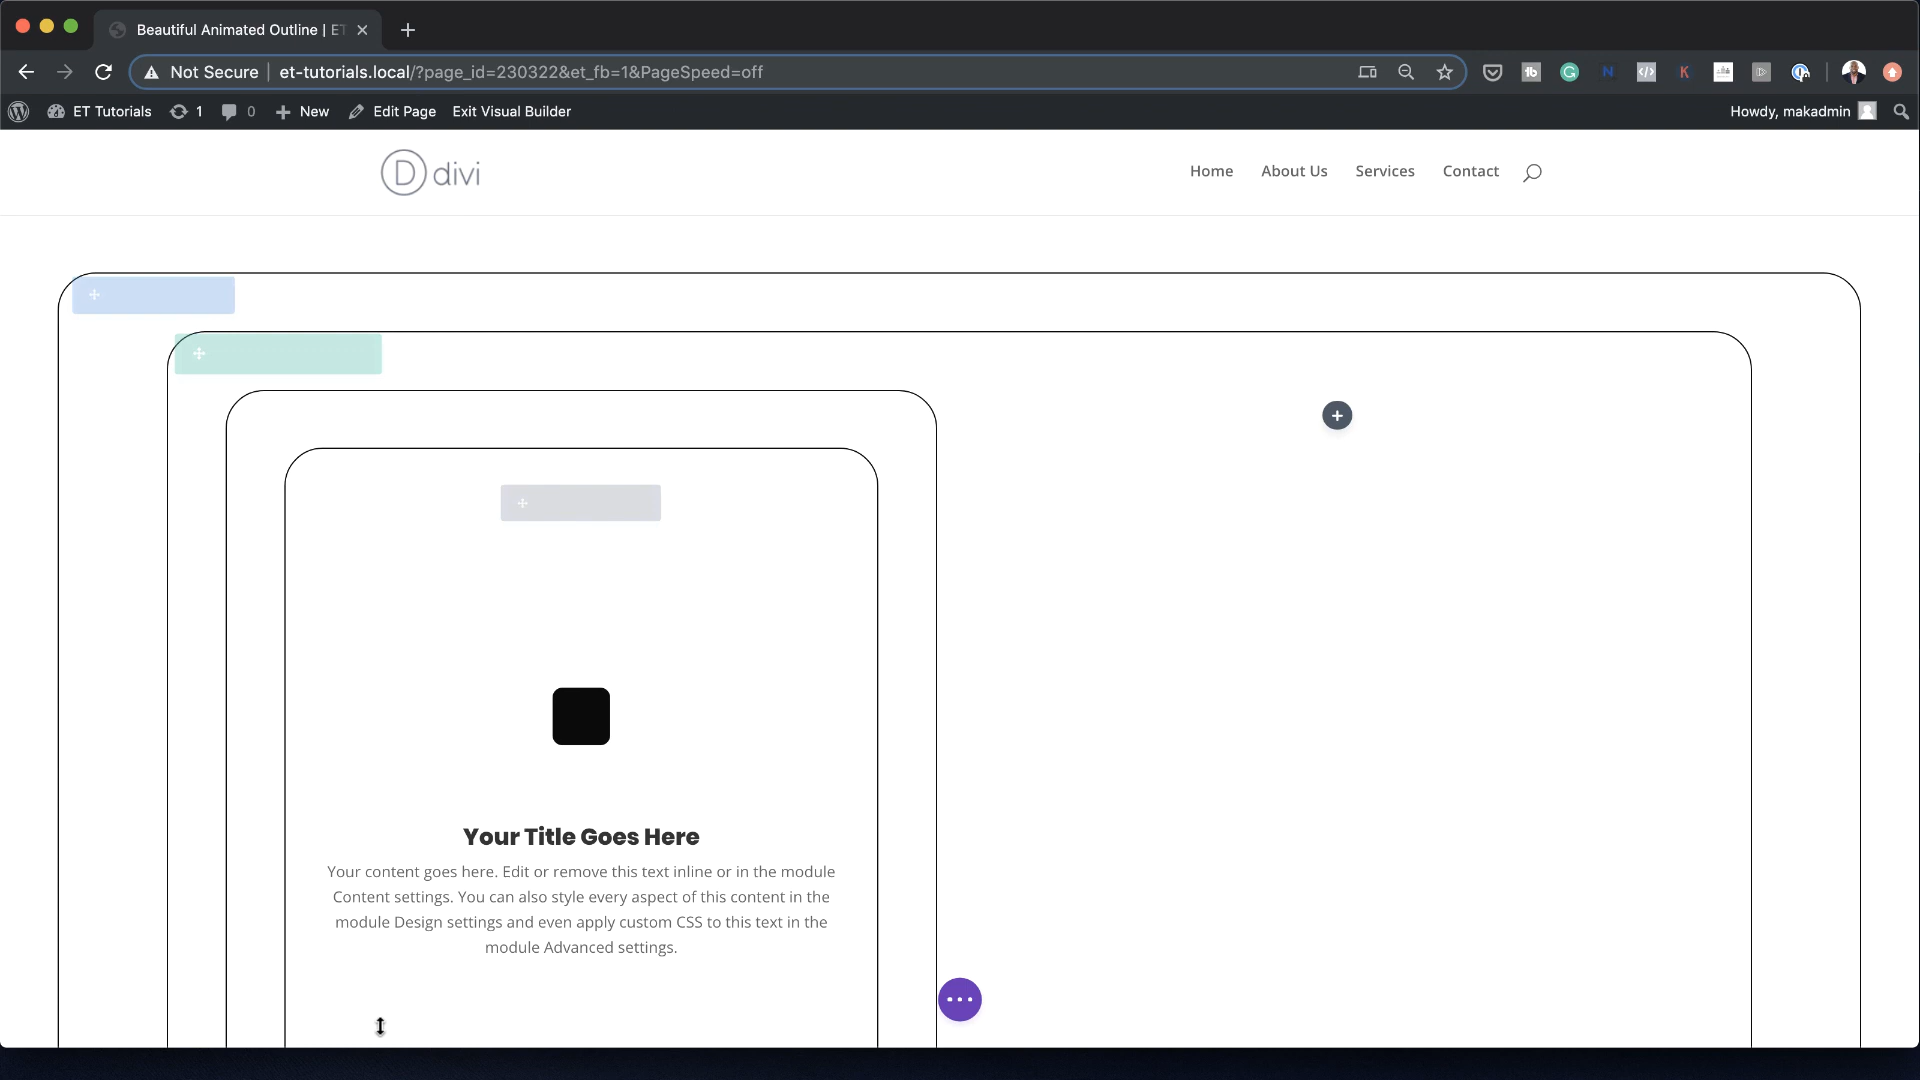 Beautiful Animated Outline | ET
Not Secure
et-tutorials.local/?page_id=230322&et_fb=1&PageSpeed=off
ET Tutorials
1
0
New
Edit Page
Exit Visual Builder
Howdy, makadmin
D divi
Home
About Us
Services
Contact
Your Title Goes Here
Your content goes here. Edit or remove this text inline or in the module
Content settings. You can also style every aspect of this content in the
module Design settings and even apply custom CSS to this text in the
module Advanced settings.